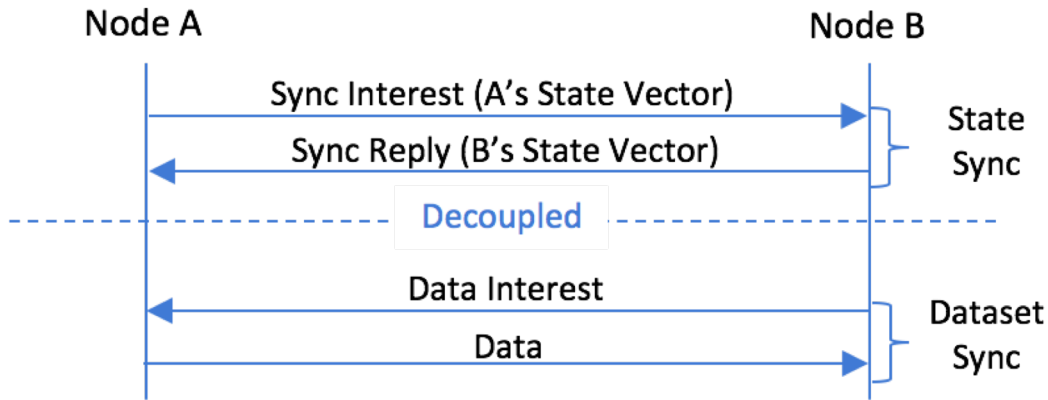 Node A
Node B
Sync Interest (A's State Vector)
State
Sync Reply (B's State Vector)
Sync
Decoupled
Data Interest
Dataset
Data
Sync